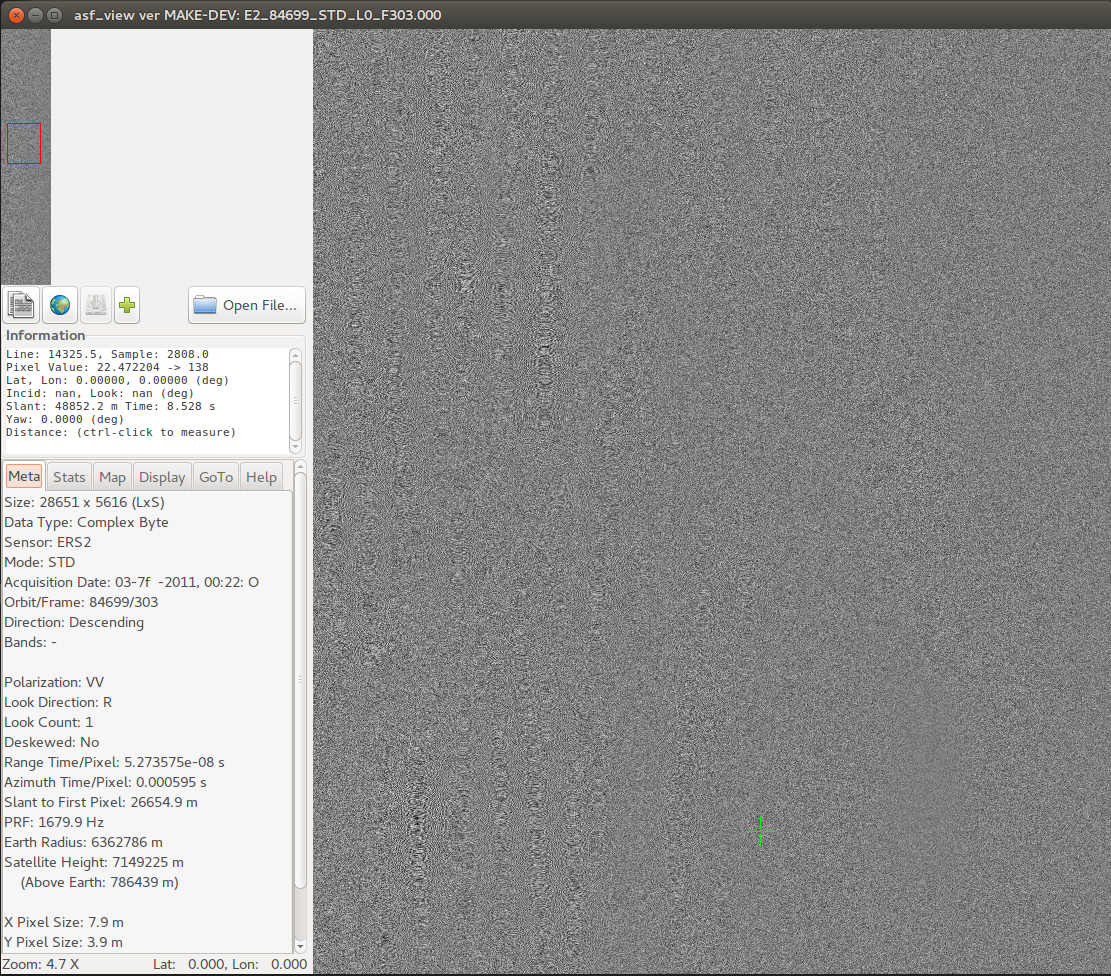 asf_view ver MAKE-DEV: E2_84699_STD_L0_F303.000
Open File...
Information
Line: 14325.5, Sample: 2808.0
Pixel Value: 22.472204 -> 138
Lat, Lon: 0.00000, 0.00000 (deg)
Incid: nan, Look: nan (deg)
Slant: 48852.2 m Time: 8.528 s
Yaw: 0.0000 (deg)
Distance: (ctrl-click to measure)
Meta Stats Map Display GoTo Help
Size: 28651 x 5616 (LxS)
Data Type: Complex Byte
Sensor: ERS2
Mode: STD
Acquisition Date: 03-7f -2011, 00:22: O
Orbit/Frame: 84699/303
Direction: Descending
Bands: -
Polarization: VV
Look Direction: R
Look Count: 1
Deskewed: No
Range Time/Pixel: 5.273575e-08 s
Azimuth Time/Pixel: 0.000595 s
Slant to First Pixel: 26654.9 m
PRF: 1679.9 Hz
Earth Radius: 6362786 m
Satellite Height: 7149225 m
(Above Earth: 786439 m)
X Pixel Size: 7.9 m
Y Pixel Size: 3.9 m
Zoom: 4.7 X Lat: 0.000, Lon: 0.000